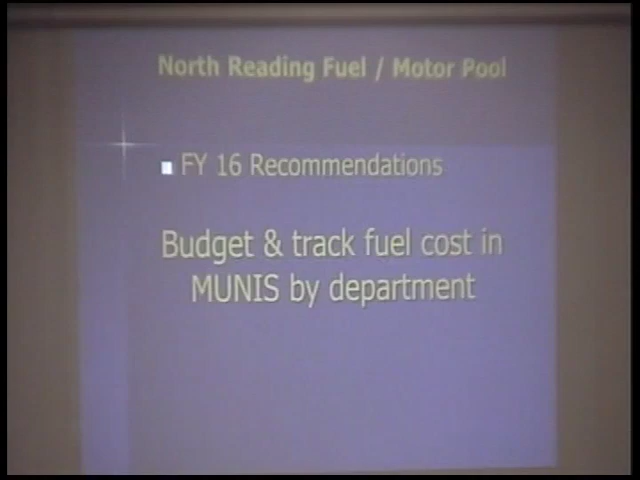 North Reading Fuel / Motor Pool
FY 16 Recommendations
Budget & track fuel cost in
MUNIS by department